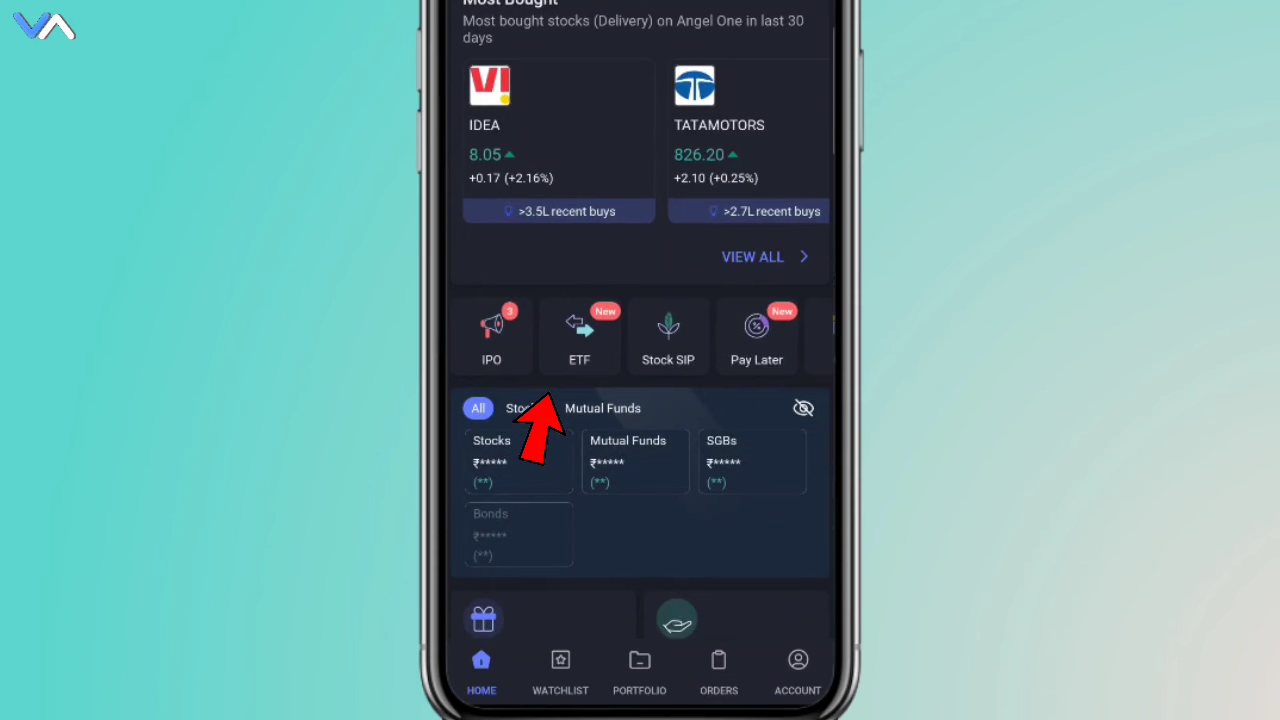 Most Bought
Most bought stocks (Delivery) on Angel One in last 30
days
VI
IDEA
TATAMOTORS
8.05
826.20
+0.17 (+2.16%)
+2.10 (+0.25%)
>3.5L recent buys
>2.7L recent buys
VIEW ALL
3
New
New
IPO
ETF
Stock SIP
Pay Later
All
Mutual Funds
Stocks
Mutual Funds
SGBs
₹*****
₹*****
₹*****
(**)
(**)
(**)
Bonds
₹*****
(**)
HOME
WATCHLIST
PORTFOLIO
ORDERS
ACCOUNT